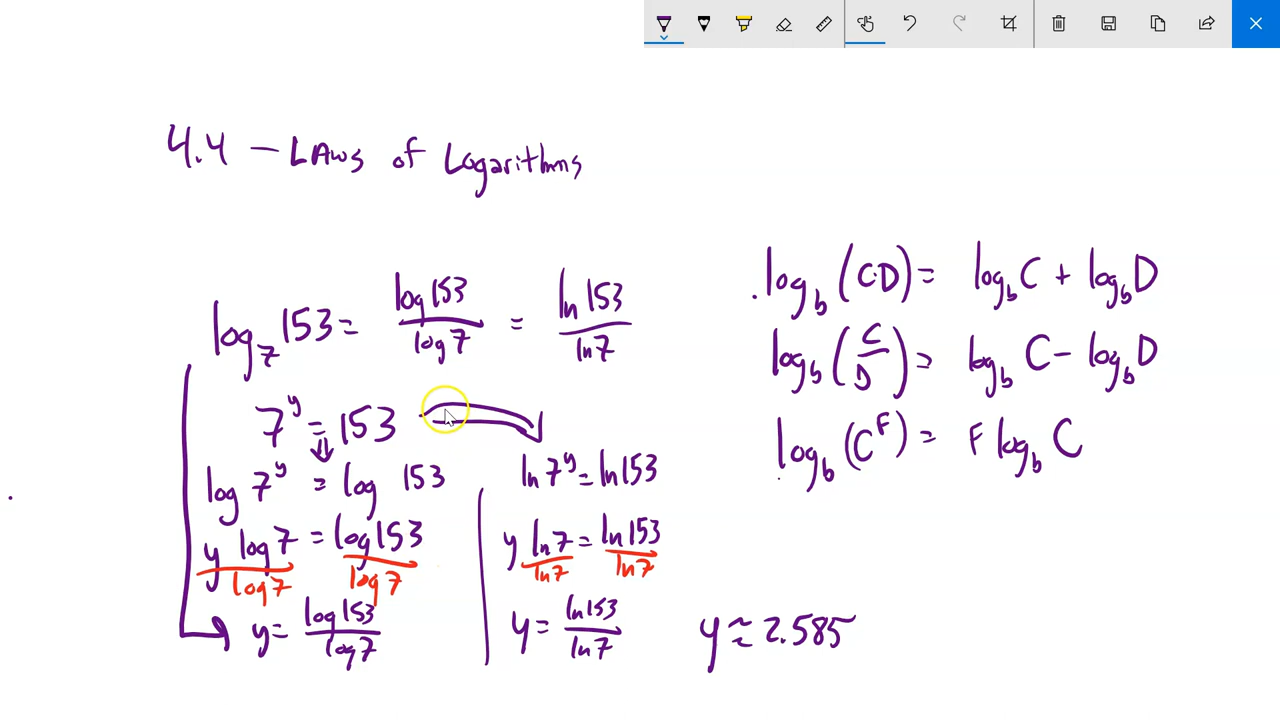 4.4 – LAws of Logarithms
log_7 153 = log 153 / log 7 = ln 153 / ln 7
7^y = 153
log 7^y = log 153
y log 7 / log 7 = log 153 / log 7
y = log 153 / log 7
ln 7^y = ln 153
y ln 7 / ln 7 = ln 153 / ln 7
y = ln 153 / ln 7
y ≈ 2.585
log_b (C·D) = log_b C + log_b D
log_b (C / D) = log_b C – log_b D
log_b (C^F) = F log_b C